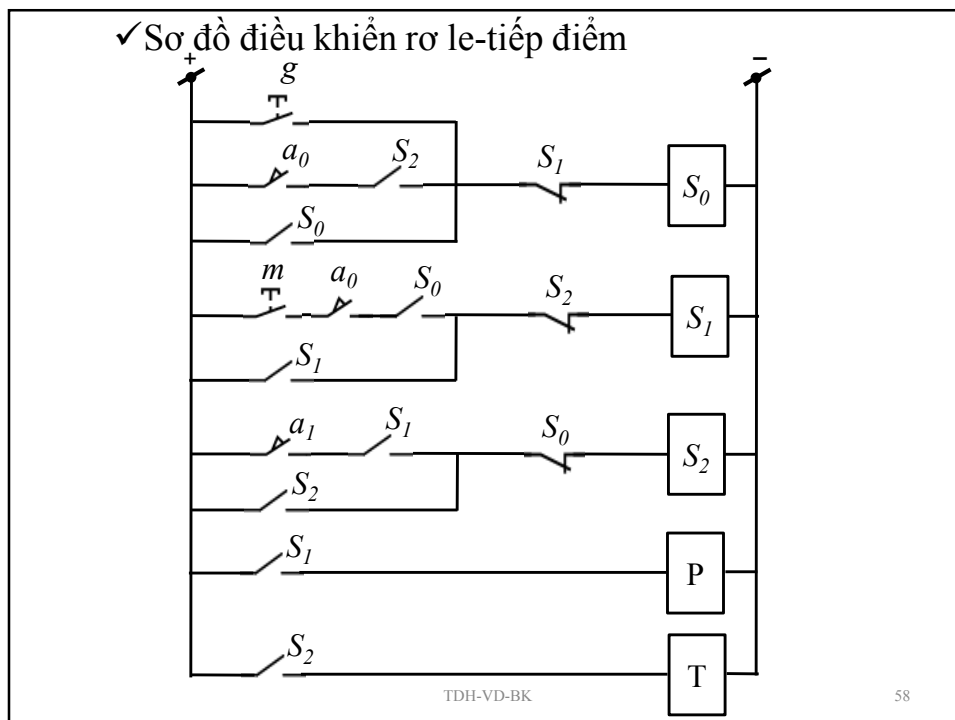 ✓Sơ đồ điều khiển rơ le-tiếp điểm
+ −
g
a0 S2 S1 S0
S0
m a0 S0 S2 S1
S1
a1 S1 S0 S2
S2
S1 P
S2 T
TDH-VD-BK 58